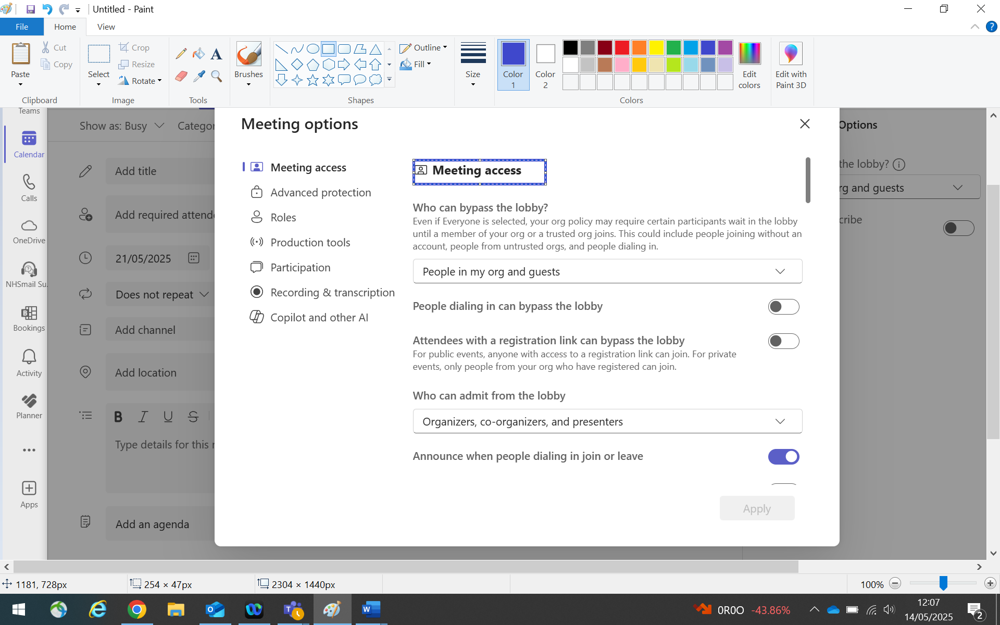 Untitled - Paint
File Home View
Paste
Cut
Copy
Clipboard
Select
Crop
Resize
Rotate
Image
A
Tools
Brushes
Outline
Fill
Shapes
Size
Color
1
Color
2
Edit
colors
Colors
Edit with
Paint 3D
?
Teams
Calendar
Calls
OneDrive
NHSmail Su.
Bookings
Activity
Planner
Apps
Show as: Busy Categor
Add title
Add required attend
21/05/2025
Does not repeat
Add channel
Add location
B I U S
Type details for this
Add an agenda
Meeting options
Meeting access
Advanced protection
Roles
Production tools
Participation
Recording & transcription
Copilot and other AI
Meeting access
Who can bypass the lobby?
Even if Everyone is selected, your org policy may require certain participants wait in the lobby
until a member of your org or a trusted org joins. This could include people joining without an
account, people from untrusted orgs, and people dialing in.
People in my org and guests
People dialing in can bypass the lobby
Attendees with a registration link can bypass the lobby
For public events, anyone with access to a registration link can join. For private
events, only people from your org who have registered can join.
Who can admit from the lobby
Organizers, co-organizers, and presenters
Announce when people dialing in join or leave
Apply
Options
the lobby?
rg and guests
cribe
1181, 728px
254 × 47px
2304 × 1440px
100%
0R0O -43.86%
12:07
14/05/2025
2